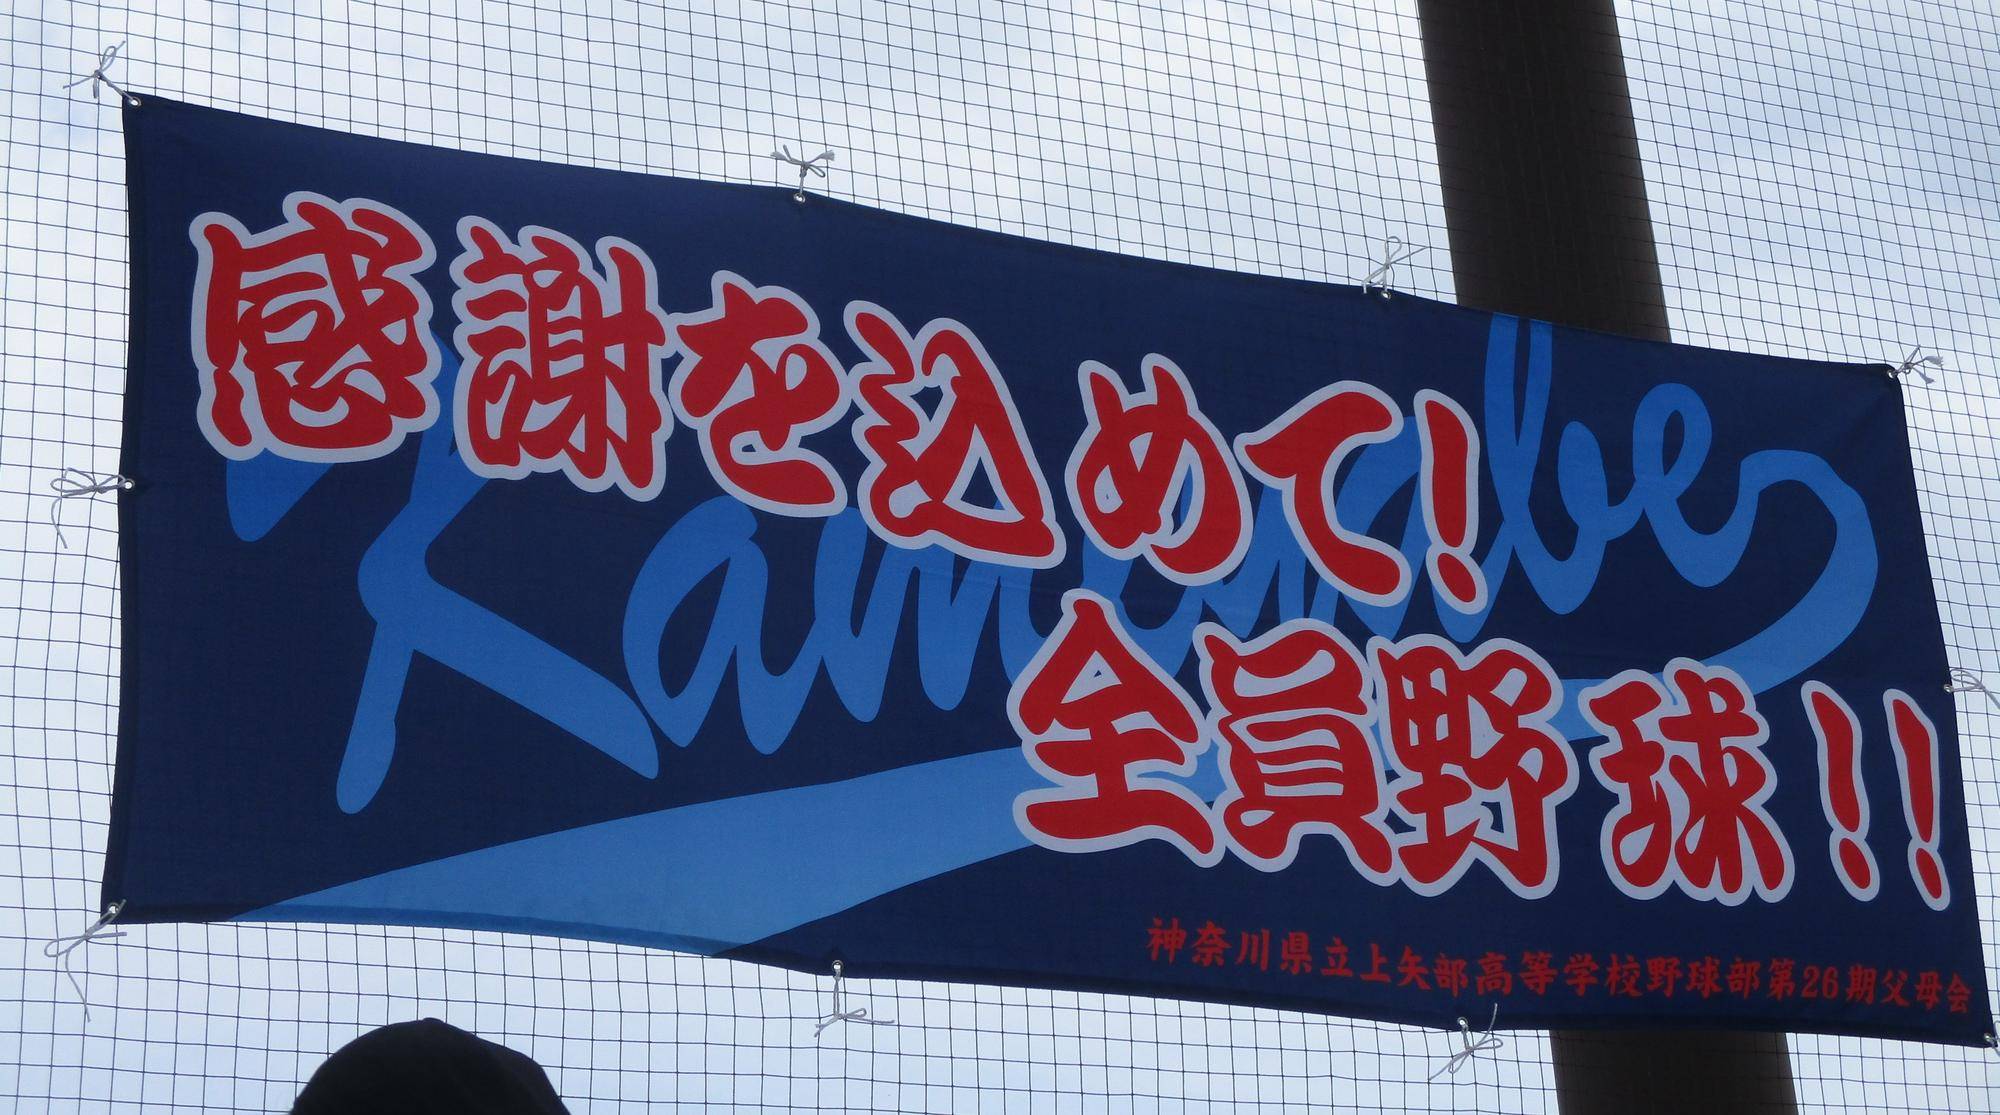 感謝を込めて!
Kamiyabe
全員野球!!
神奈川県立上矢部高等学校野球部第26期父母会